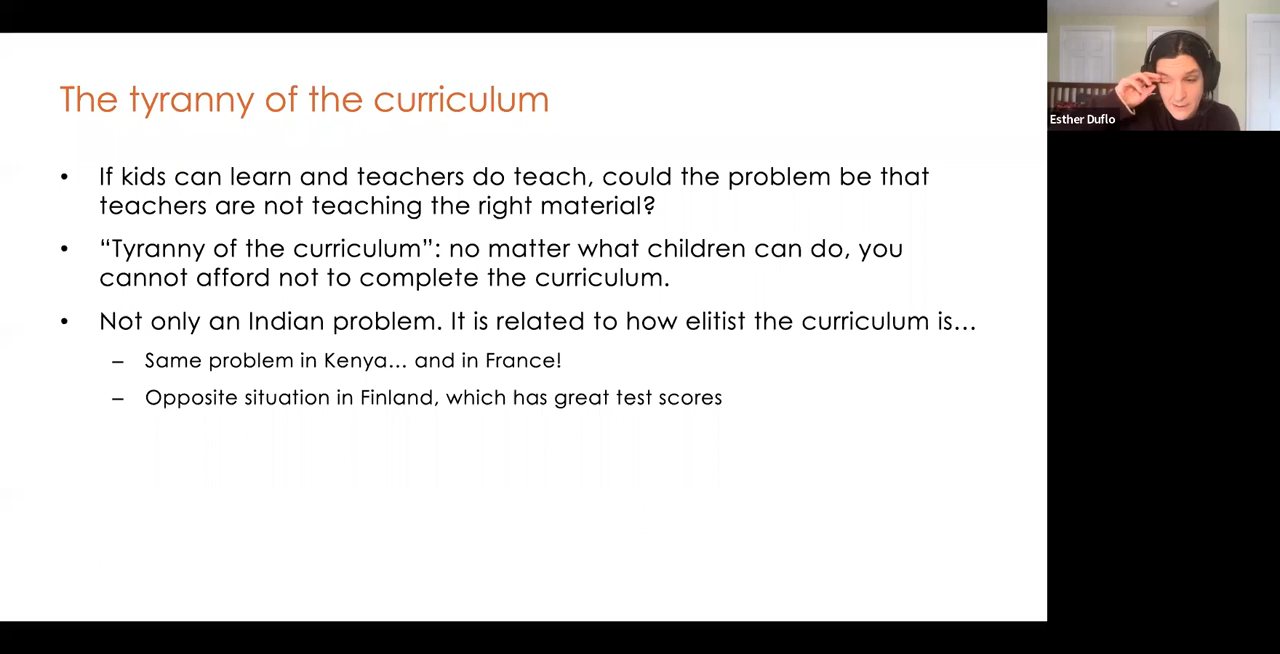 The tyranny of the curriculum
• If kids can learn and teachers do teach, could the problem be that
teachers are not teaching the right material?
• “Tyranny of the curriculum”: no matter what children can do, you
cannot afford not to complete the curriculum.
• Not only an Indian problem. It is related to how elitist the curriculum is…
– Same problem in Kenya… and in France!
– Opposite situation in Finland, which has great test scores
Esther Duflo